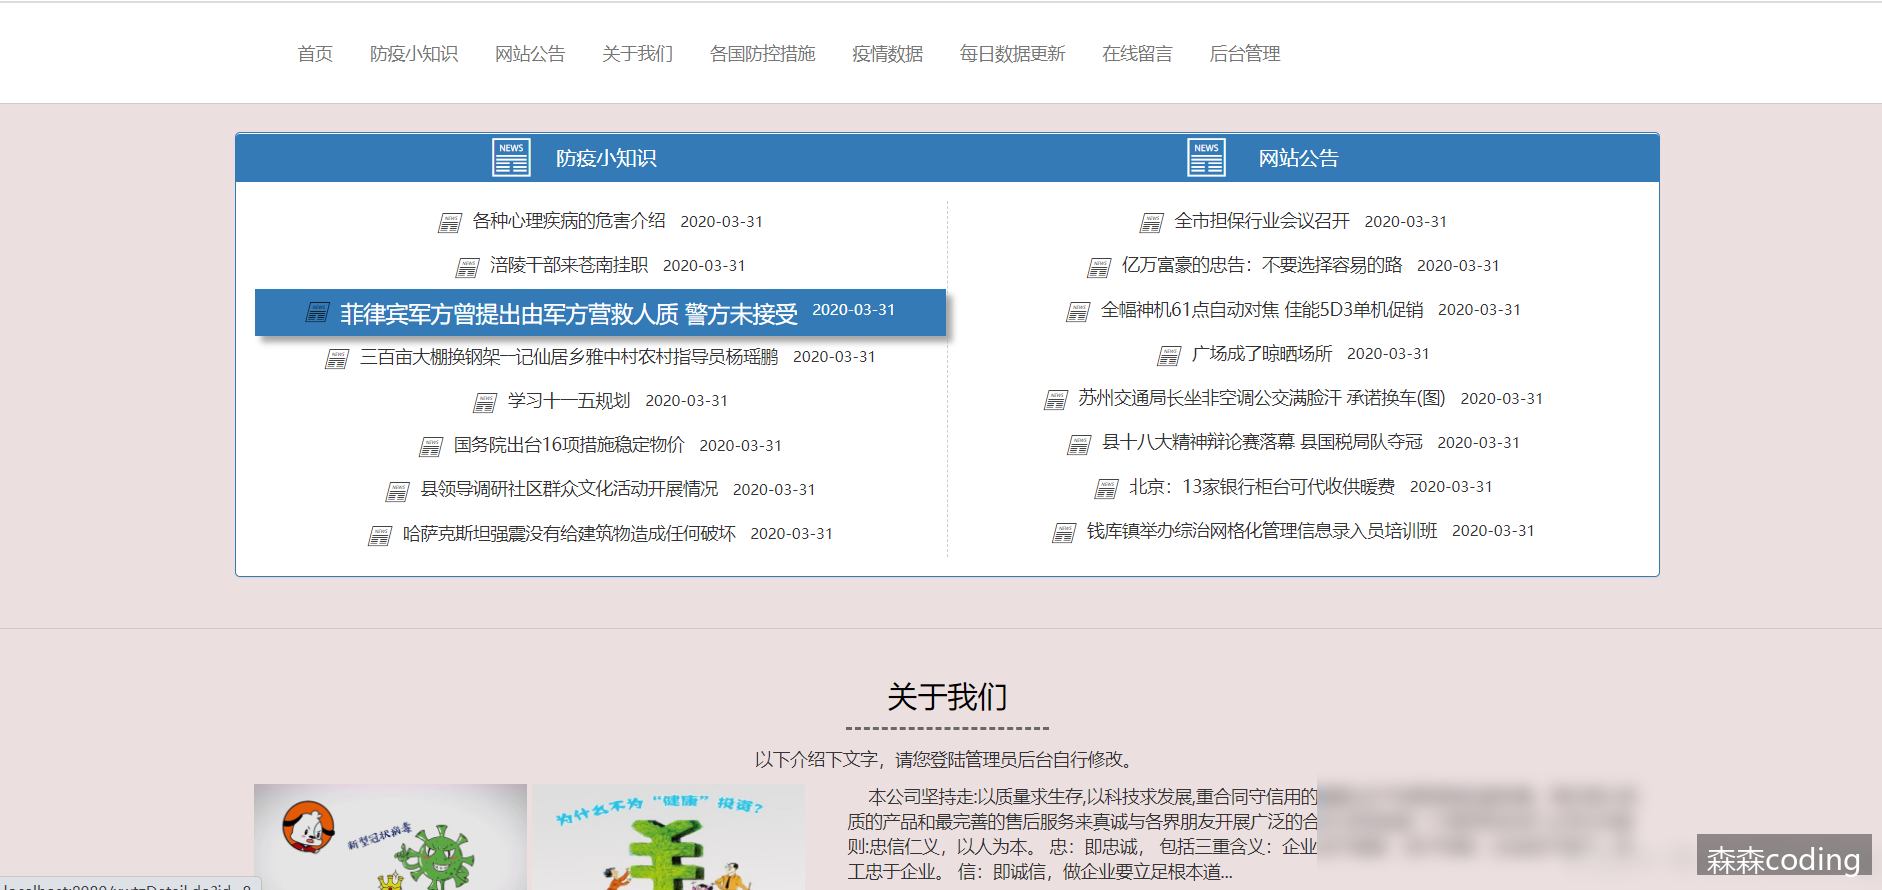 首页 防疫小知识 网站公告 关于我们 各国防控措施 疫情数据 每日数据更新 在线留言 后台管理
NEWS 防疫小知识
各种心理疾病的危害介绍 2020-03-31
涪陵干部来苍南挂职 2020-03-31
菲律宾军方曾提出由军方营救人质 警方未接受 2020-03-31
三百亩大棚换钢架一记仙居乡雅中村农村指导员杨瑶鹏 2020-03-31
学习十一五规划 2020-03-31
国务院出台16项措施稳定物价 2020-03-31
县领导调研社区群众文化活动开展情况 2020-03-31
哈萨克斯坦强震没有给建筑物造成任何破坏 2020-03-31
NEWS 网站公告
全市担保行业会议召开 2020-03-31
亿万富豪的忠告：不要选择容易的路 2020-03-31
全幅神机61点自动对焦 佳能5D3单机促销 2020-03-31
广场成了晾晒场所 2020-03-31
苏州交通局长坐非空调公交满脸汗 承诺换车(图) 2020-03-31
县十八大精神辩论赛落幕 县国税局队夺冠 2020-03-31
北京：13家银行柜台可代收供暖费 2020-03-31
钱库镇举办综治网格化管理信息录入员培训班 2020-03-31
关于我们
以下介绍下文字，请您登陆管理员后台自行修改。
新型冠状病毒
为什么不为“健康”投资?
本公司坚持走:以质量求生存,以科技求发展,重合同守信用的
质的产品和最完善的售后服务来真诚与各界朋友开展广泛的合
则:忠信仁义，以人为本。 忠：即忠诚， 包括三重含义：企业
工忠于企业。 信：即诚信，做企业要立足根本道...
森森coding